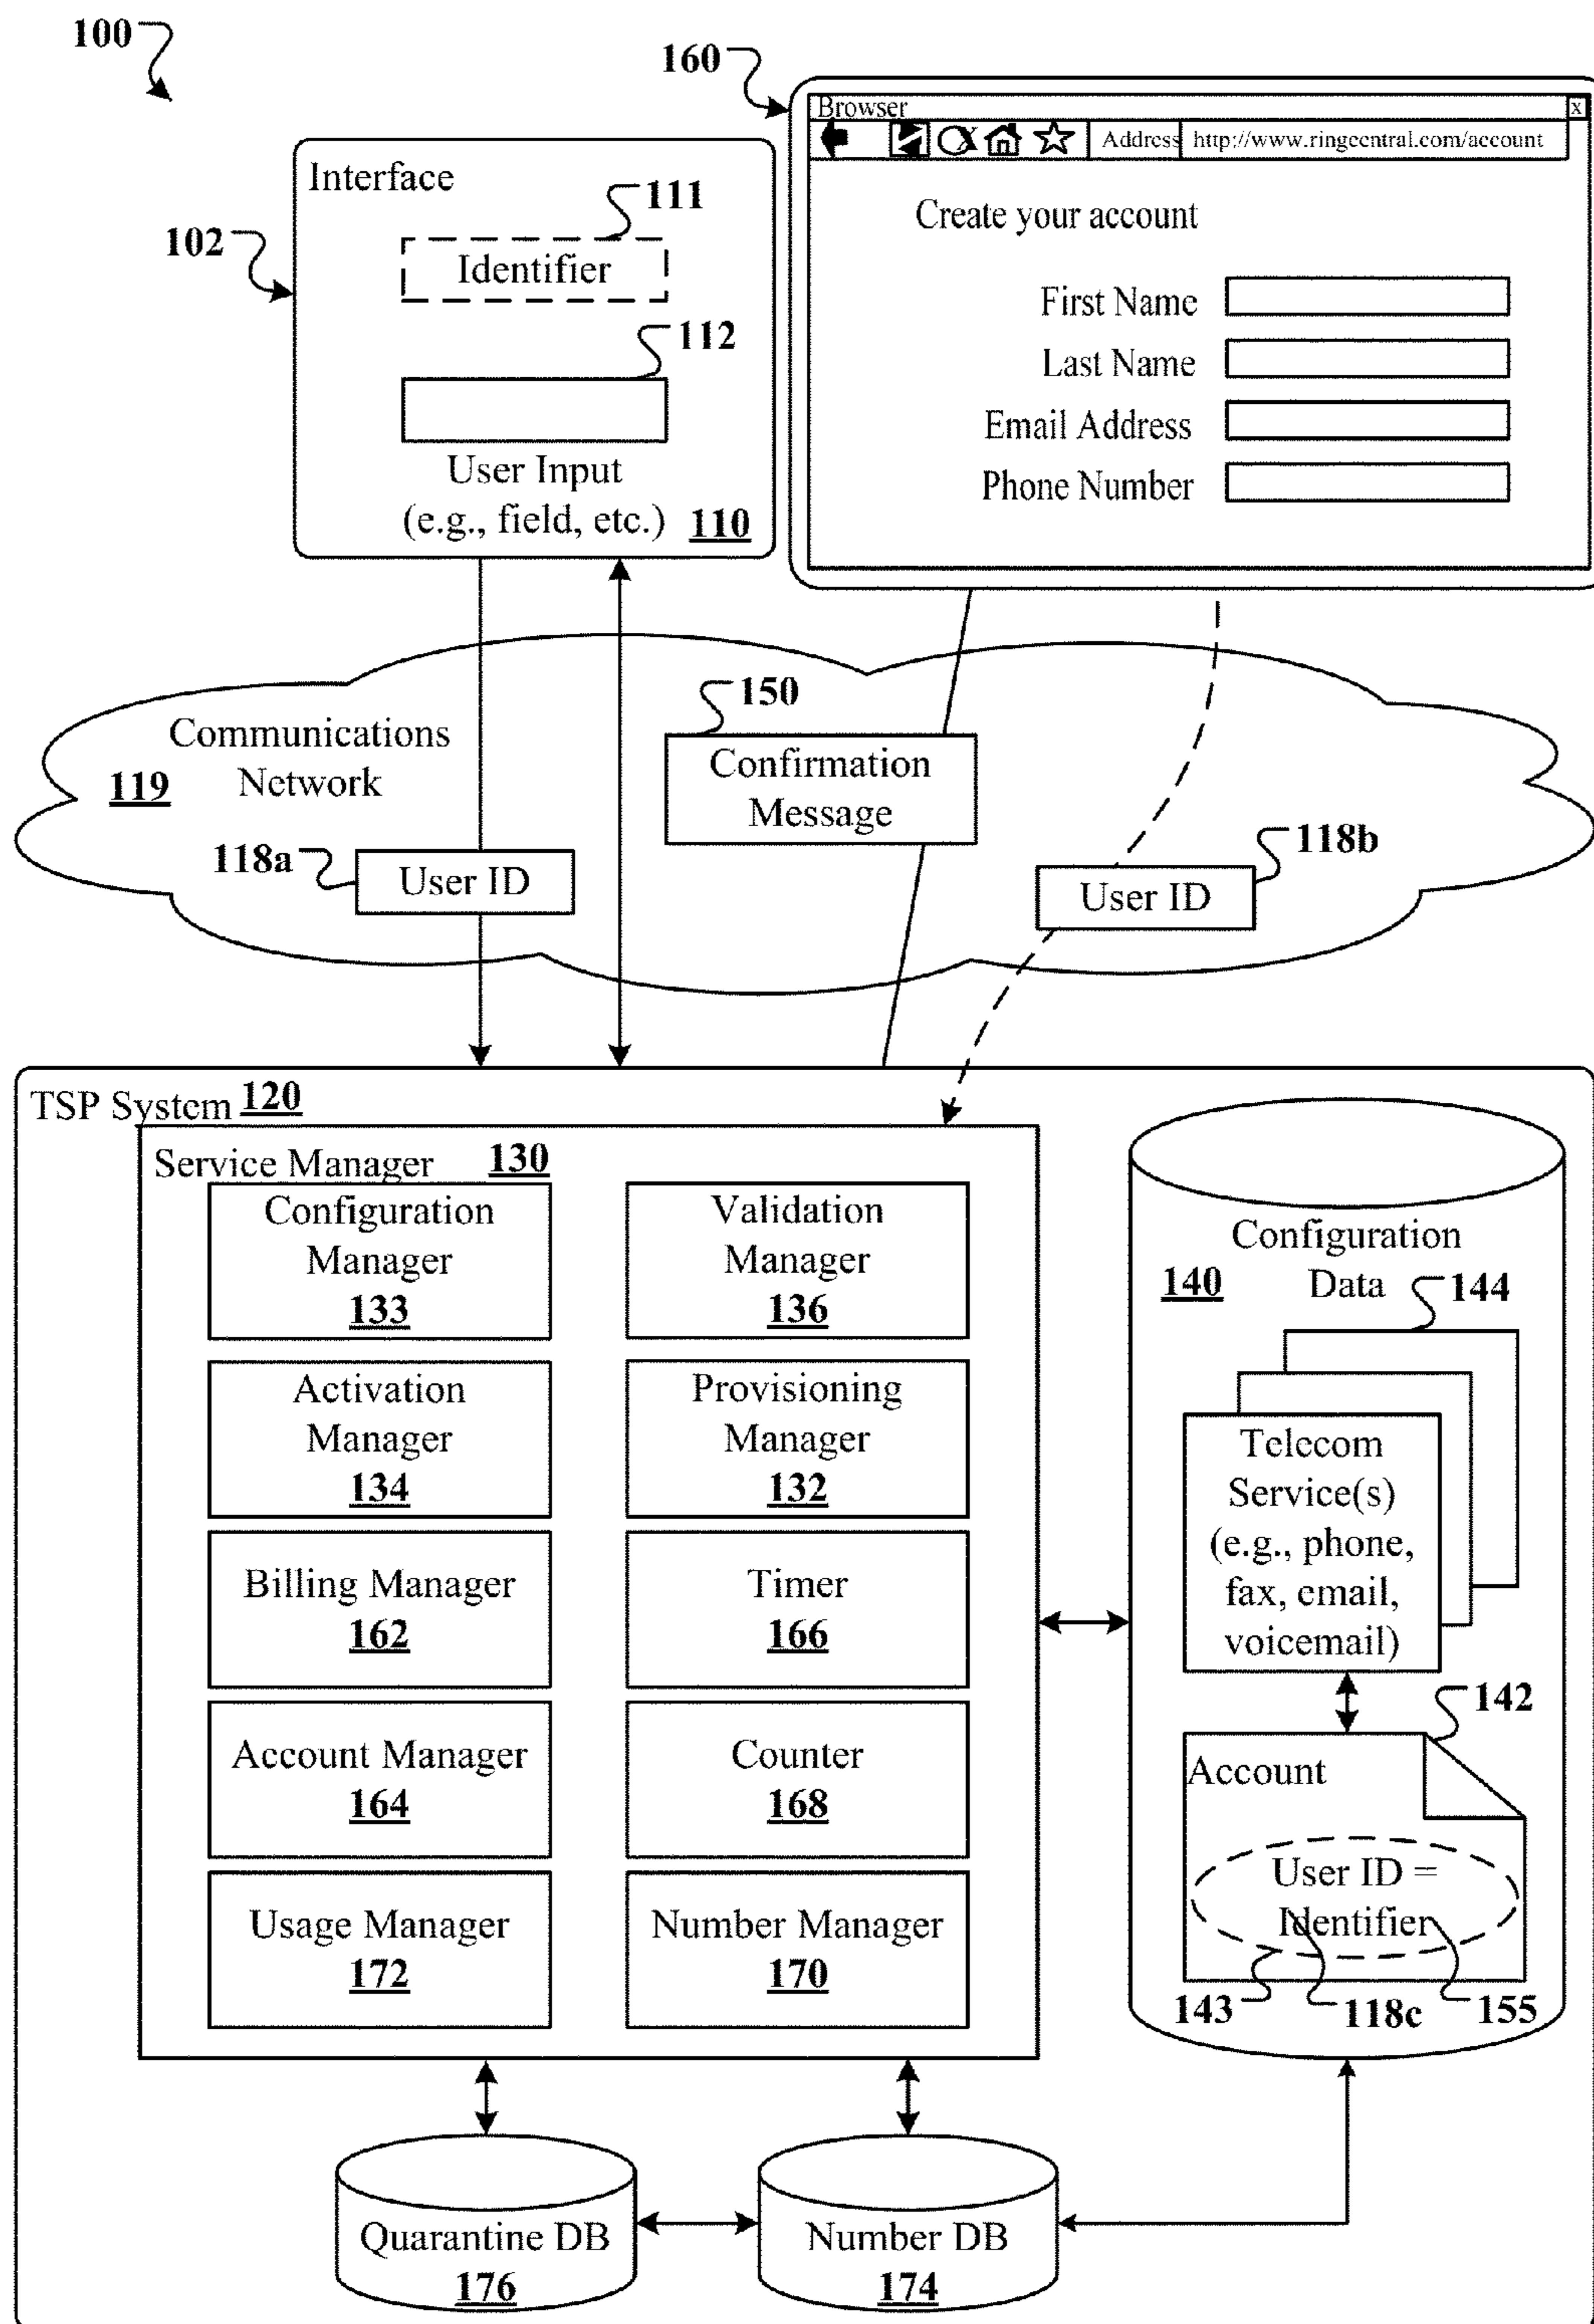 100
160
Browser
x
Address http://www.ringcentral.com/account
Interface
111
102
Identifier
112
User Input
(e.g., field, etc.) 110
Create your account
First Name
Last Name
Email Address
Phone Number
Communications
Network
119
150
Confirmation
Message
118a
User ID
118b
User ID
TSP System 120
Service Manager 130
Configuration
Manager
133
Validation
Manager
136
Activation
Manager
134
Provisioning
Manager
132
Billing Manager
162
Timer
166
Account Manager
164
Counter
168
Usage Manager
172
Number Manager
170
Configuration
Data
140
144
Telecom
Service(s)
(e.g., phone,
fax, email,
voicemail)
142
Account
User ID =
Identifier
143
118c
155
Quarantine DB
176
Number DB
174